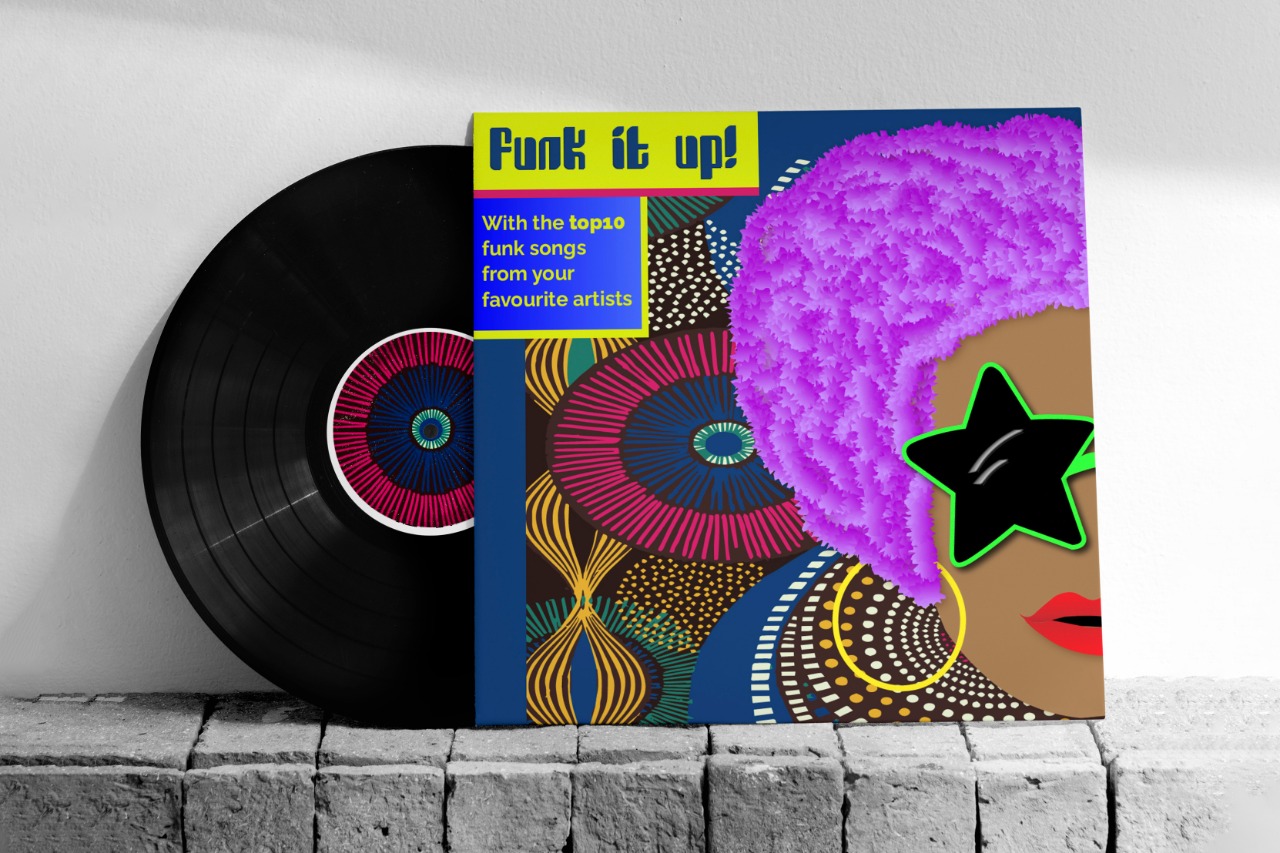 Funk it up!
With the top10
funk songs
from your
favourite artists